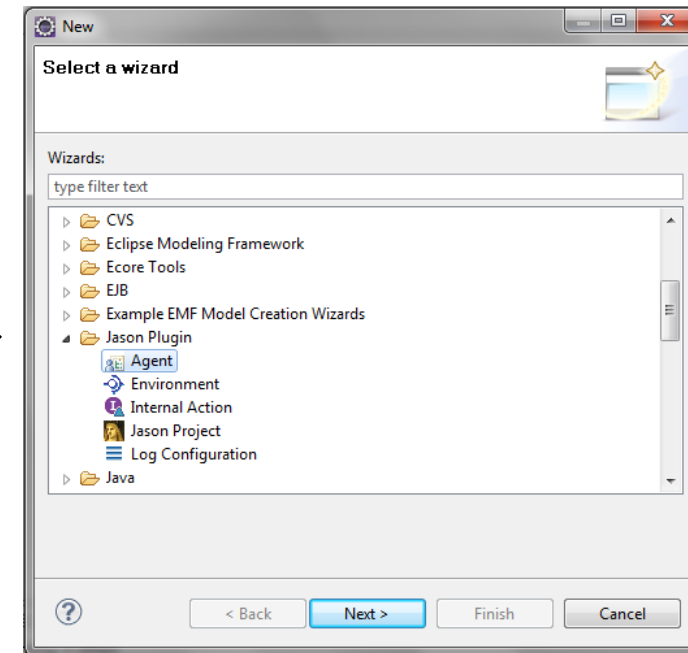 New
Select a wizard
Wizards:
type filter text
CVS
Eclipse Modeling Framework
Ecore Tools
EJB
Example EMF Model Creation Wizards
Jason Plugin
Agent
Environment
Internal Action
Jason Project
Log Configuration
Java
? < Back Next > Finish Cancel